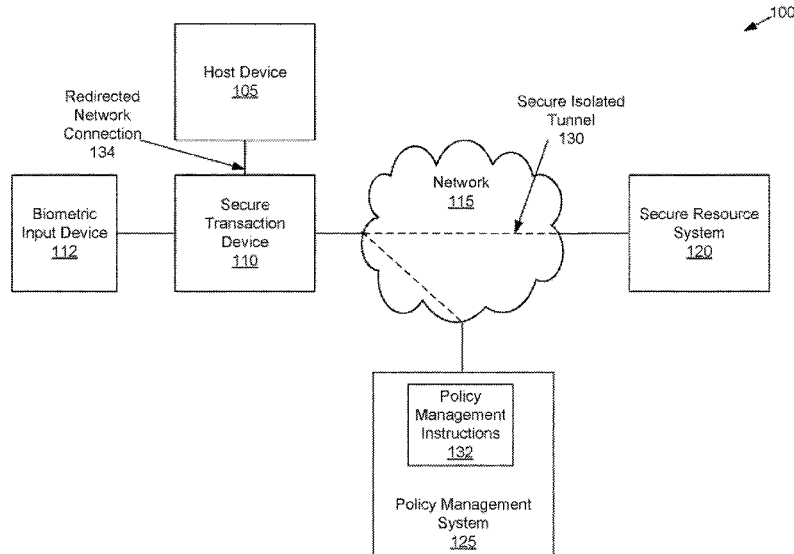 100
Host Device
105
Redirected
Network
Connection
134
Secure Isolated
Tunnel
130
Biometric
Input Device
112
Secure
Transaction
Device
110
Network
115
Secure Resource
System
120
Policy
Management
Instructions
132
Policy Management
System
125